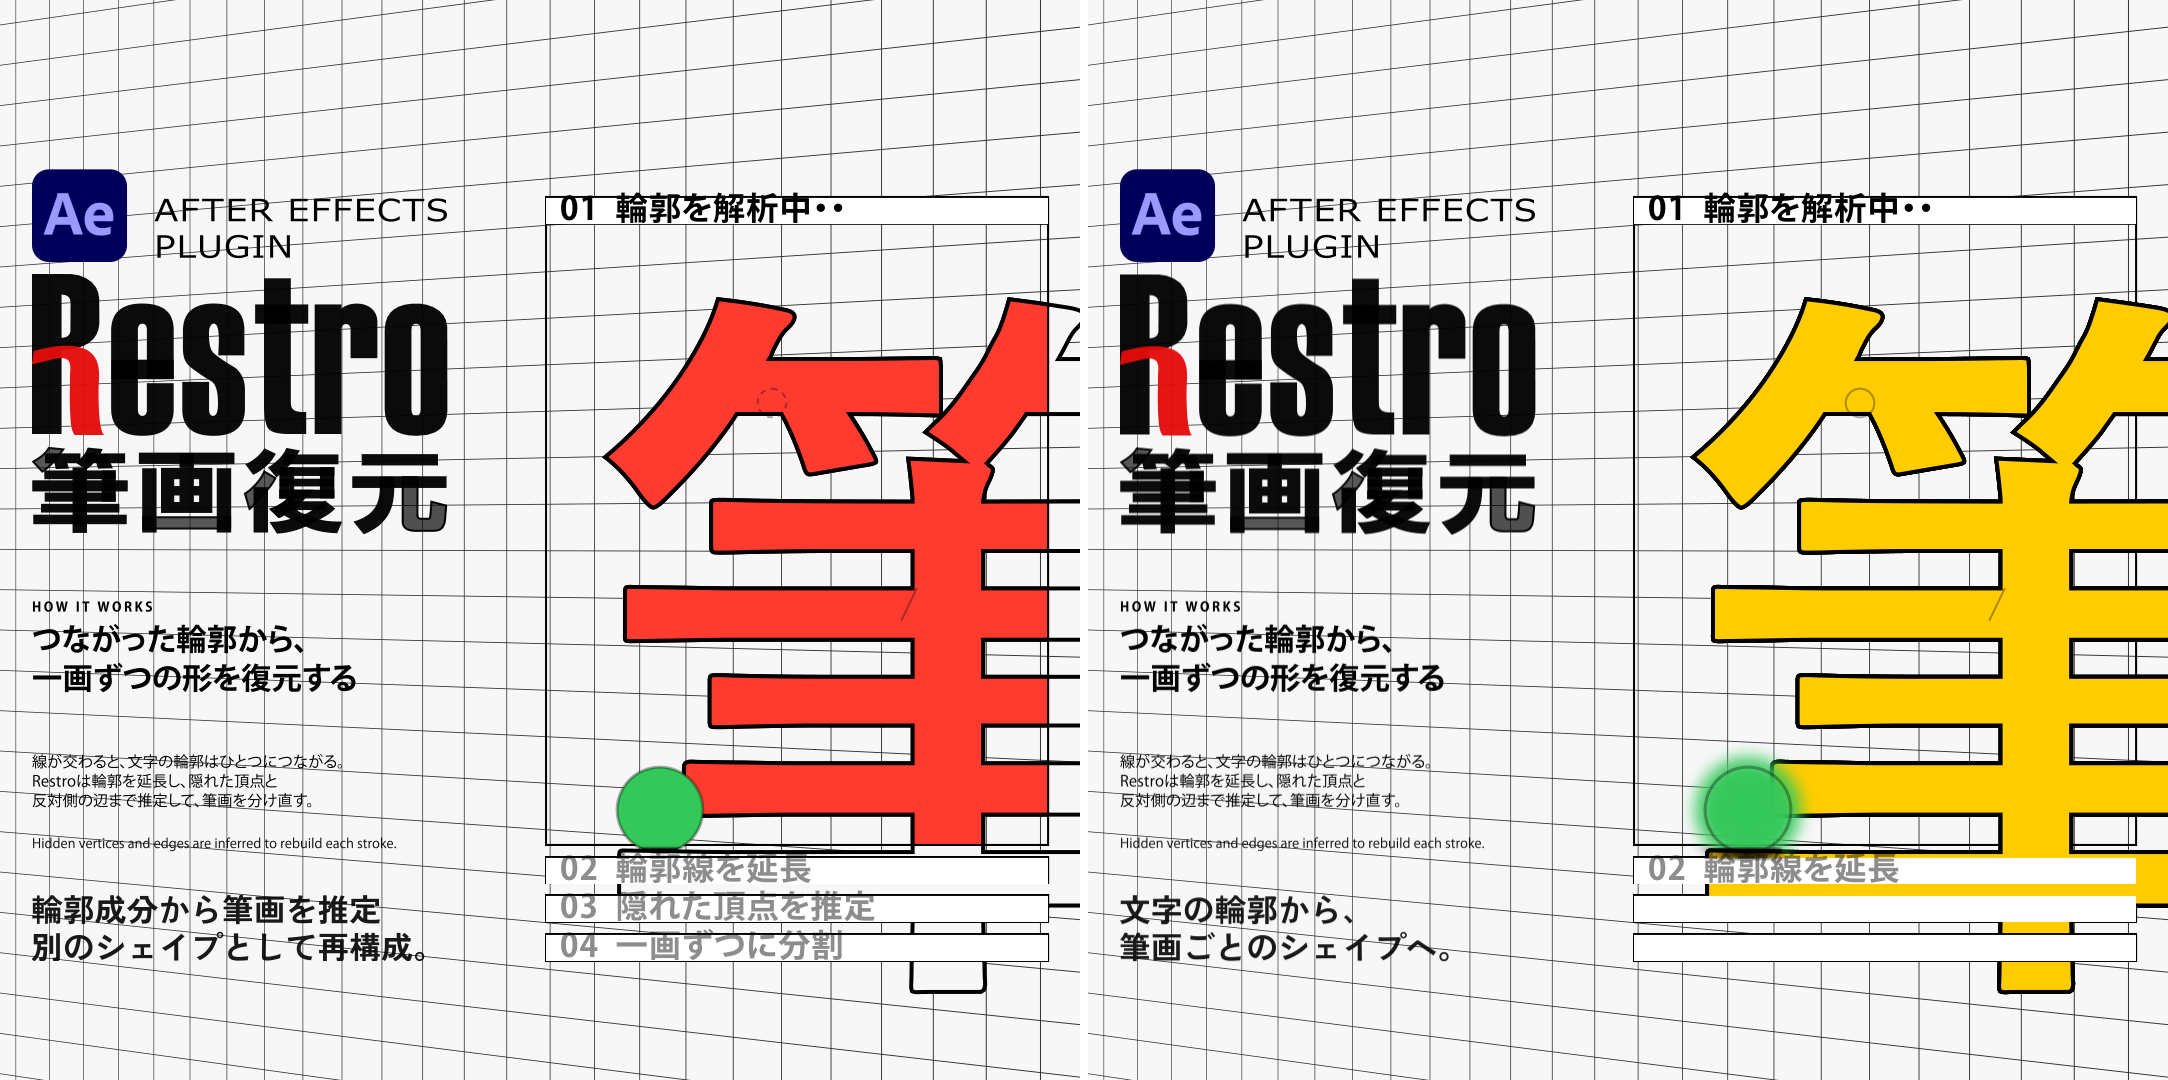 Ae
AFTER EFFECTS
PLUGIN
Restro
筆画復元
HOW IT WORKS
つながった輪郭から、
一画ずつの形を復元する
線が交わると、文字の輪郭はひとつにつながる。
Restroは輪郭を延長し、隠れた頂点と
反対側の辺まで推定して、筆画を分け直す。
Hidden vertices and edges are inferred to rebuild each stroke.
輪郭成分から筆画を推定
別のシェイプとして再構成。
01 輪郭を解析中••
筆
02 輪郭線を延長
03 隠れた頂点を推定
04 一画ずつに分割
Ae
AFTER EFFECTS
PLUGIN
Restro
筆画復元
HOW IT WORKS
つながった輪郭から、
一画ずつの形を復元する
線が交わると、文字の輪郭はひとつにつながる。
Restroは輪郭を延長し、隠れた頂点と
反対側の辺まで推定して、筆画を分け直す。
Hidden vertices and edges are inferred to rebuild each stroke.
文字の輪郭から、
筆画ごとのシェイプへ。
01 輪郭を解析中••
筆
02 輪郭線を延長